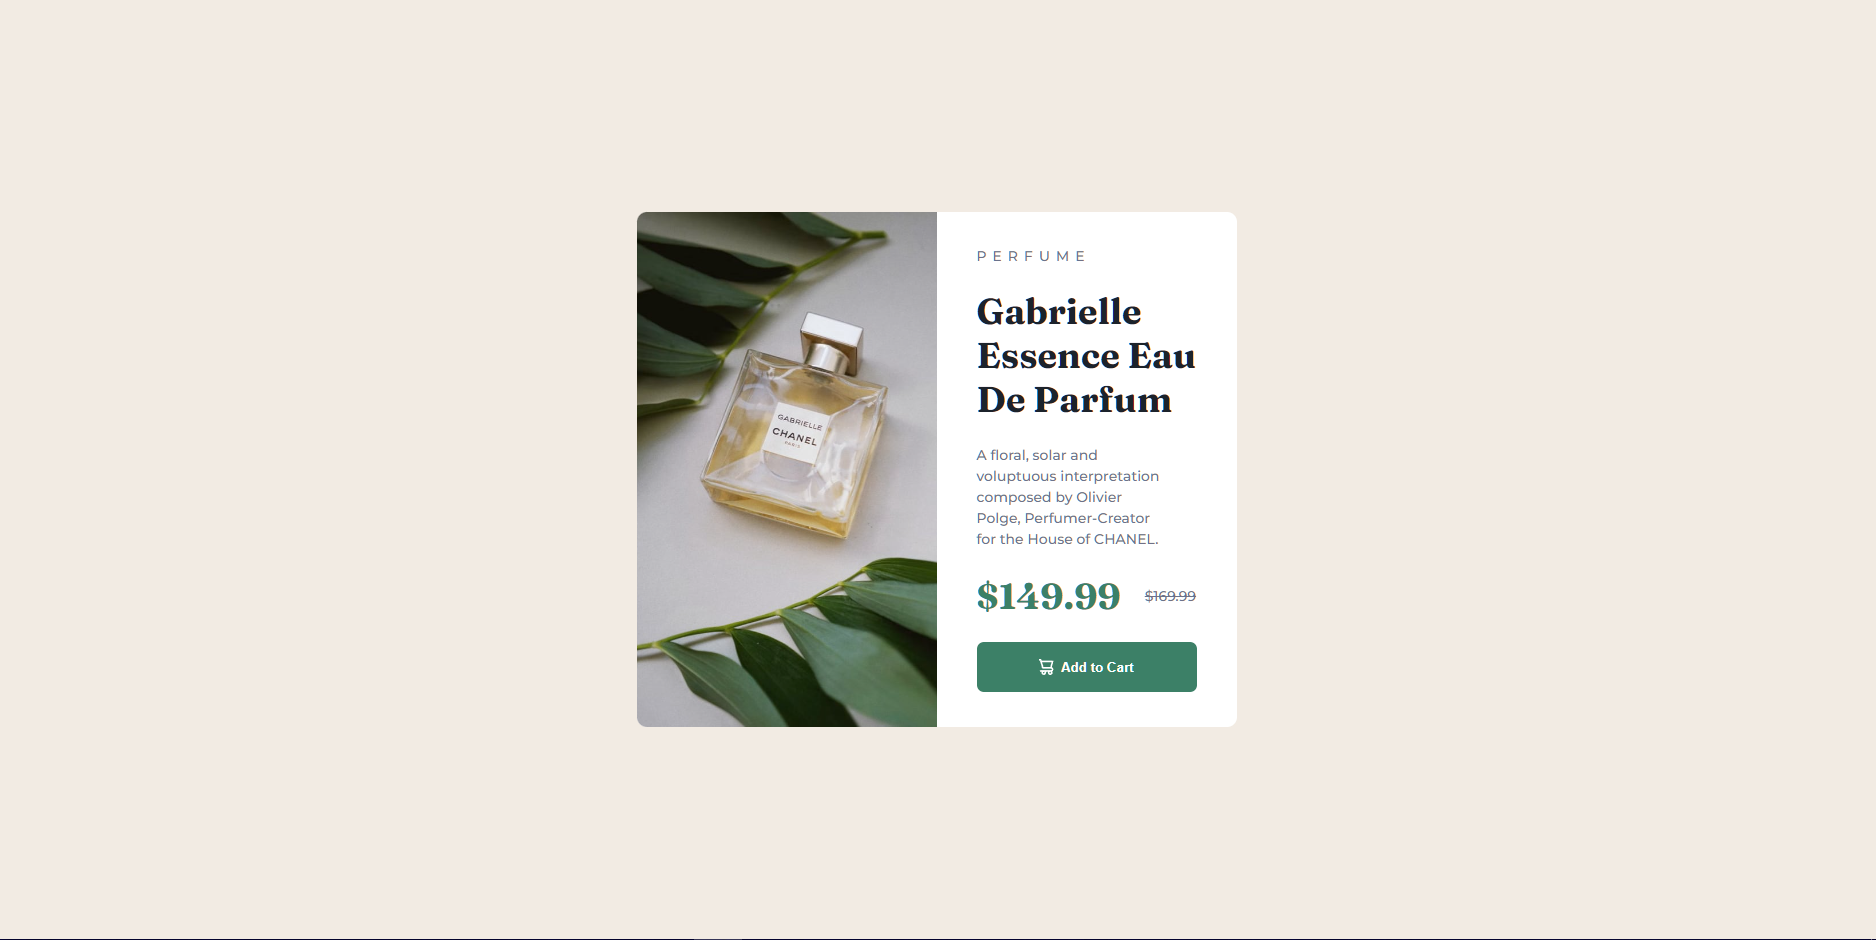 GABRIELLE
CHANEL
PARIS
PERFUME
Gabrielle
Essence Eau
De Parfum
A floral, solar and
voluptuous interpretation
composed by Olivier
Polge, Perfumer-Creator
for the House of CHANEL.
$149.99 $169.99
Add to Cart